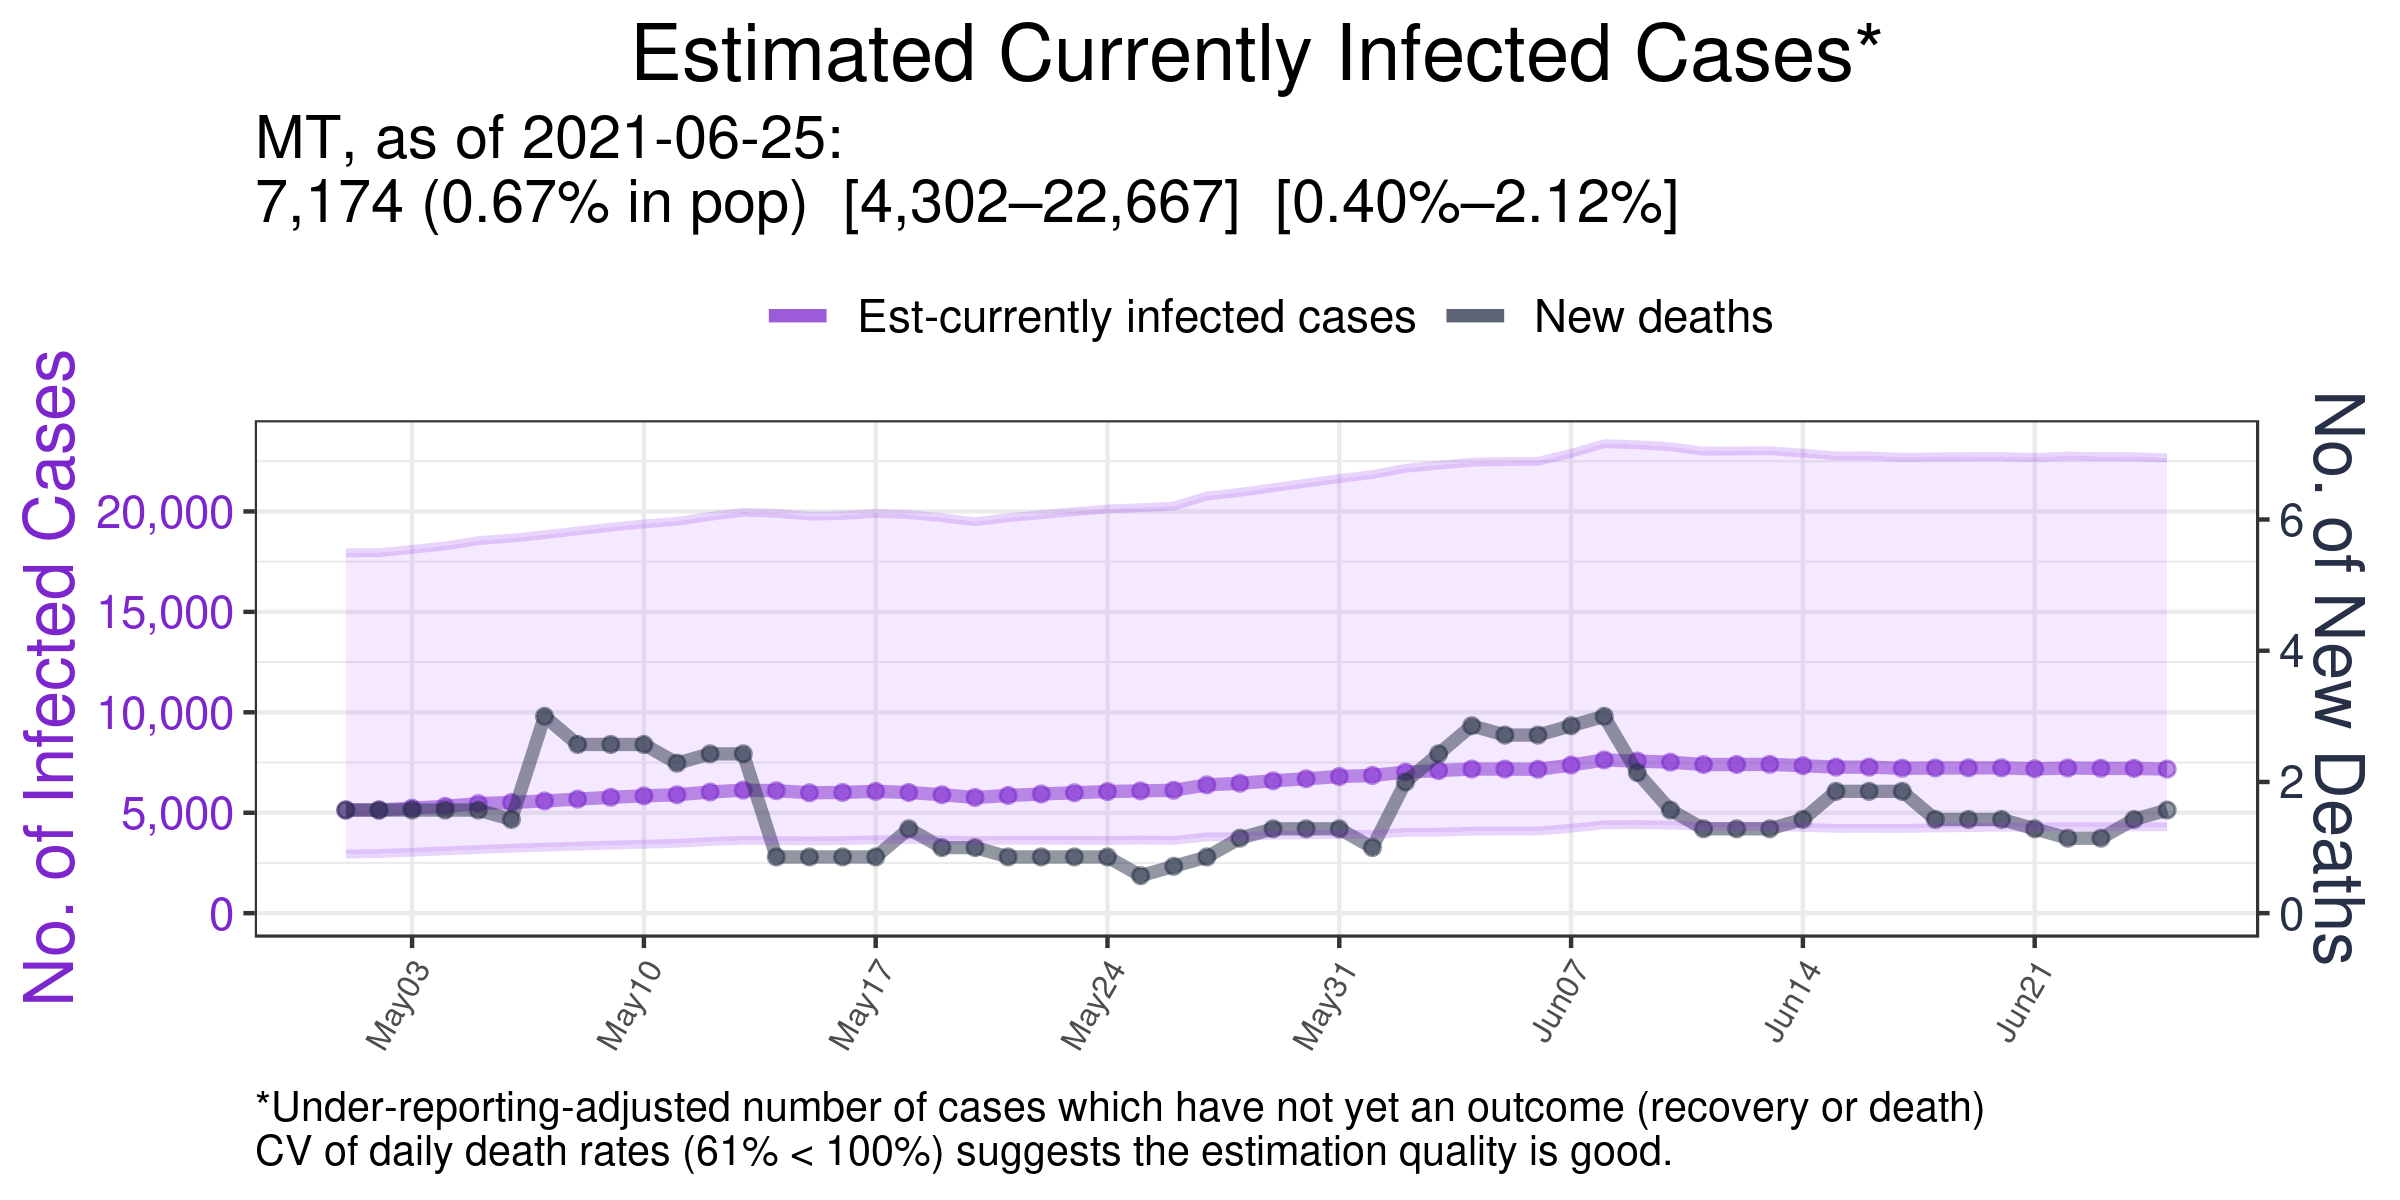 Estimated Currently Infected Cases*
MT, as of 2021-06-25:
7,174 (0.67% in pop)  [4,302–22,667]  [0.40%–2.12%]
Est-currently infected cases
New deaths
No. of Infected Cases
20,000
15,000
10,000
5,000
0
6
4
2
0
No. of New Deaths
May03
May10
May17
May24
May31
Jun07
Jun14
Jun21
*Under-reporting-adjusted number of cases which have not yet an outcome (recovery or death)
CV of daily death rates (61% < 100%) suggests the estimation quality is good.